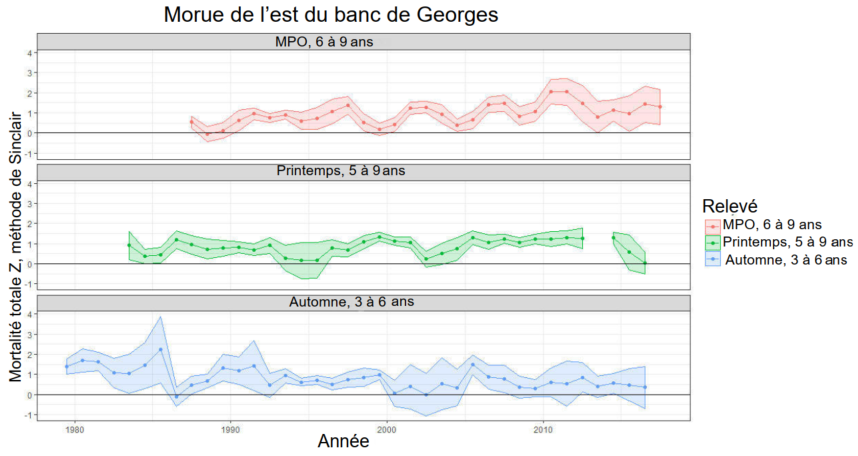 Morue de l'est du banc de Georges
Mortalité totale Z, méthode de Sinclair
MPO, 6 à 9 ans
4
3
2
1
0
-1
Printemps, 5 à 9 ans
4
3
2
1
0
-1
Automne, 3 à 6 ans
4
3
2
1
0
-1
1980 1990 2000 2010
Année
Relevé
MPO, 6 à 9 ans
Printemps, 5 à 9 ans
Automne, 3 à 6 ans